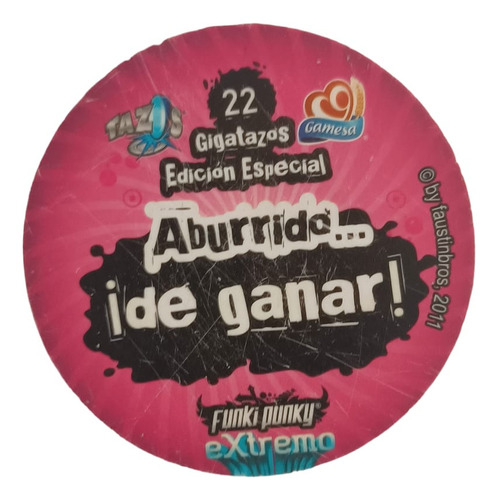 22
TAZOS
Gamesa
Gigatazos
Edición Especial
© by faustinbros, 2011
Aburrido...
¡de ganar!
FUNKi PUNKY®
eXtremo